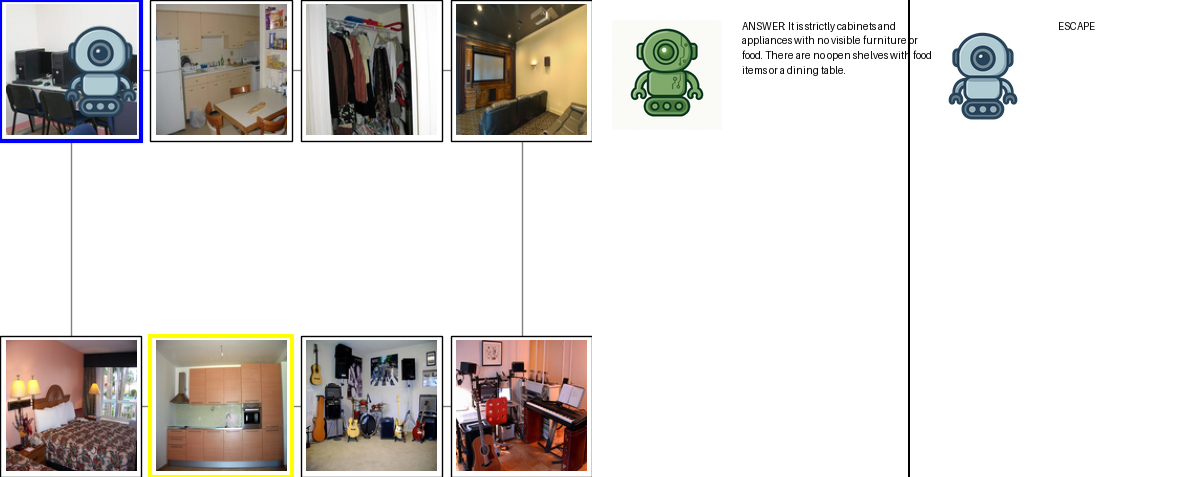 ANSWER: It is strictly cabinets and
appliances with no visible furniture or
food. There are no open shelves with food
items or a dining table.
ESCAPE